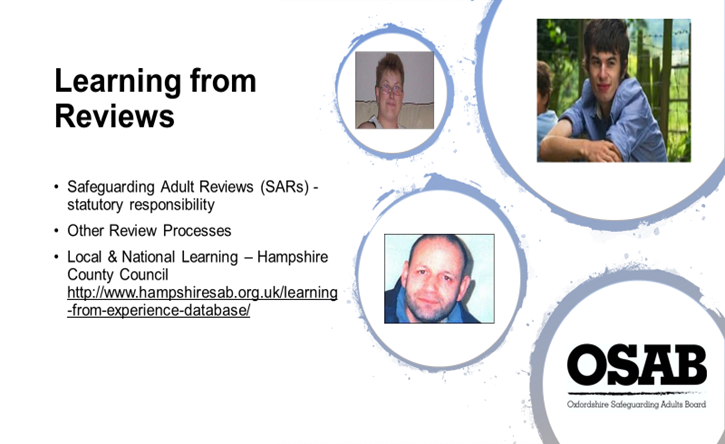 Learning from
Reviews
• Safeguarding Adult Reviews (SARs) -
statutory responsibility
• Other Review Processes
• Local & National Learning – Hampshire
County Council
http://www.hampshiresab.org.uk/learning
-from-experience-database/
OSAB
Oxfordshire Safeguarding Adults Board